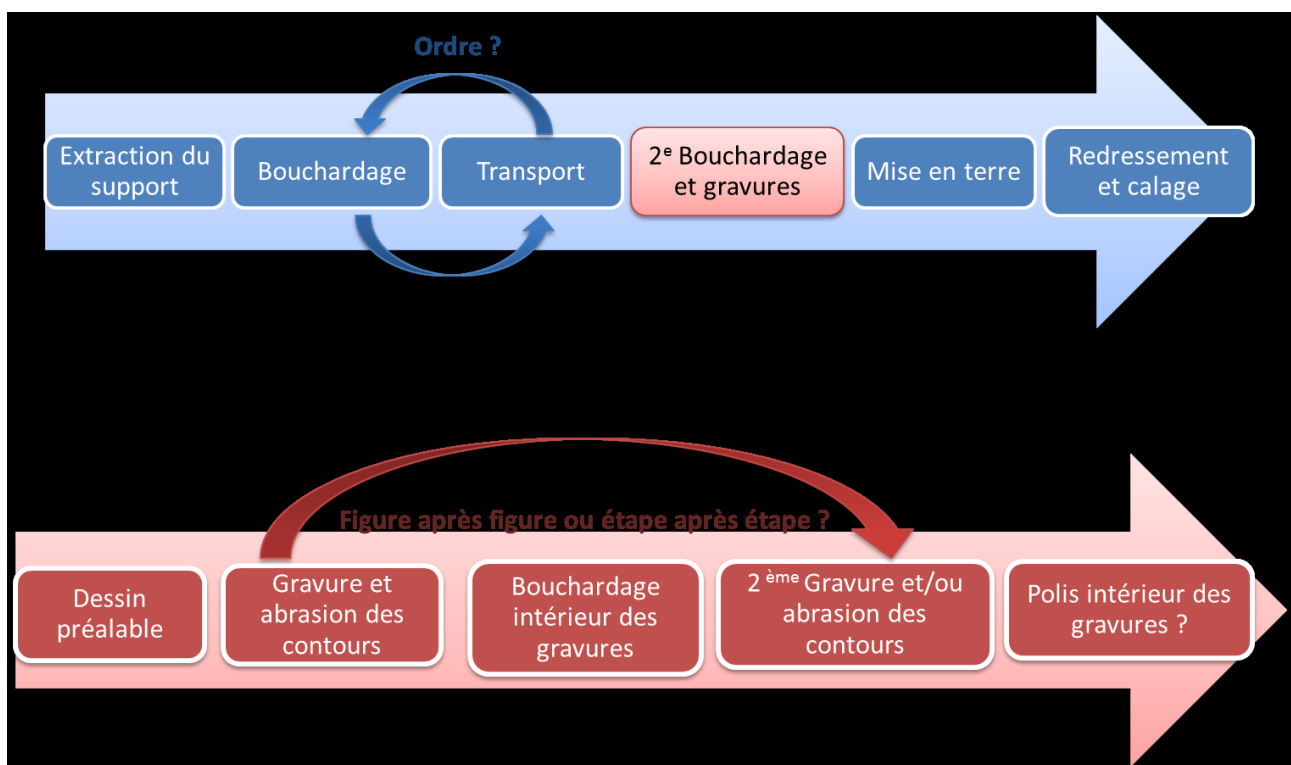 Ordre ?
Extraction du
support
Bouchardage
Transport
2e Bouchardage
et gravures
Mise en terre
Redressement
et calage
Figure après figure ou étape après étape ?
Dessin
préalable
Gravure et
abrasion des
contours
Bouchardage
intérieur des
gravures
2 ème Gravure et/ou
abrasion des
contours
Polis intérieur des
gravures ?